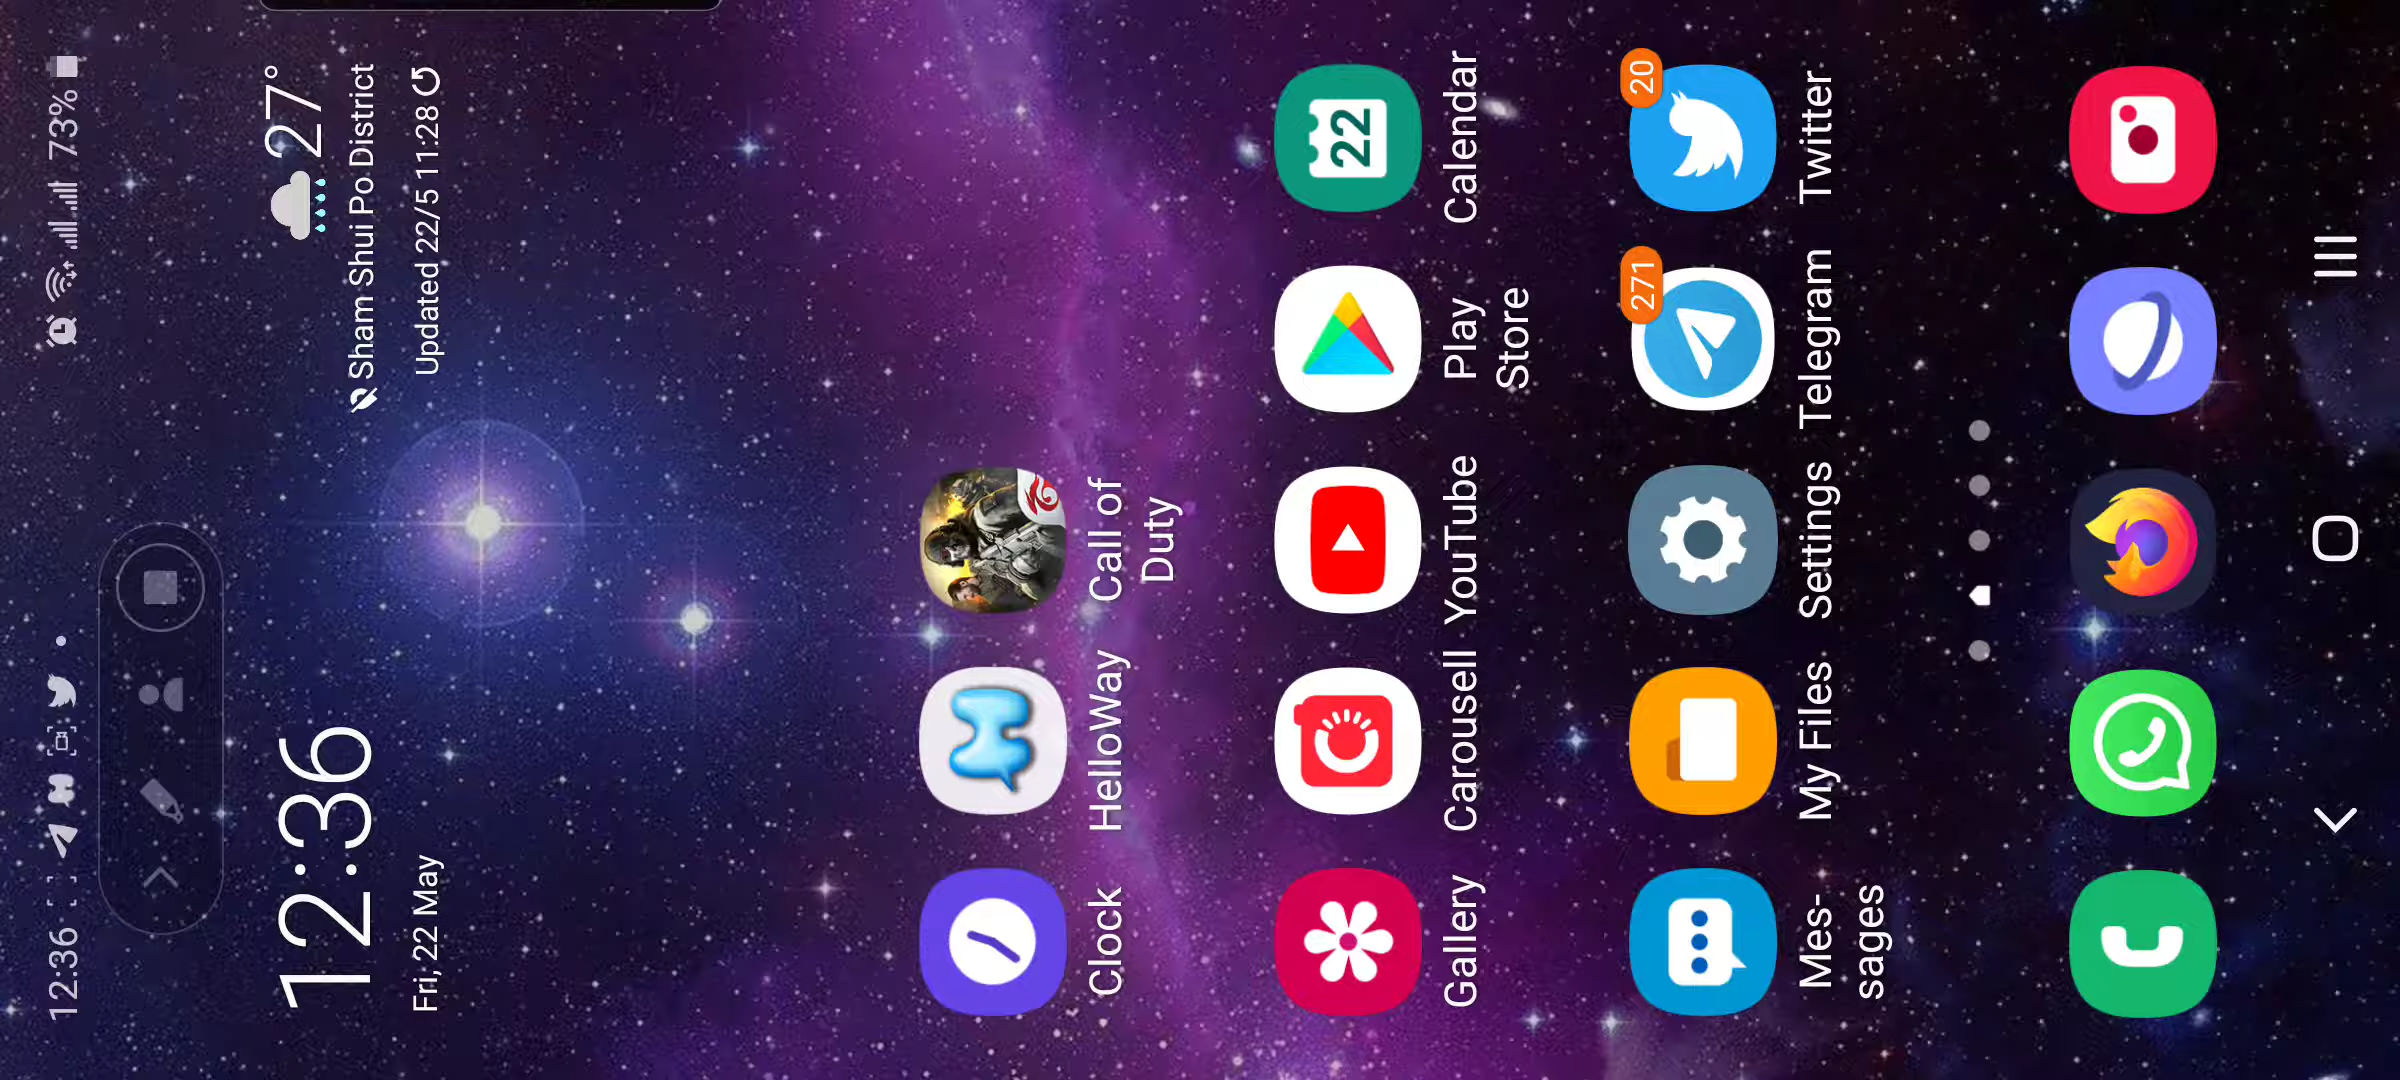 12:36
73%
12:36
Fri, 22 May
27°
Sham Shui Po District
Updated 22/5 11:28
Clock
HelloWay
Call of
Duty
22
Gallery
Carousell
YouTube
Play
Store
Calendar
271
20
Mes-
sages
My Files
Settings
Telegram
Twitter